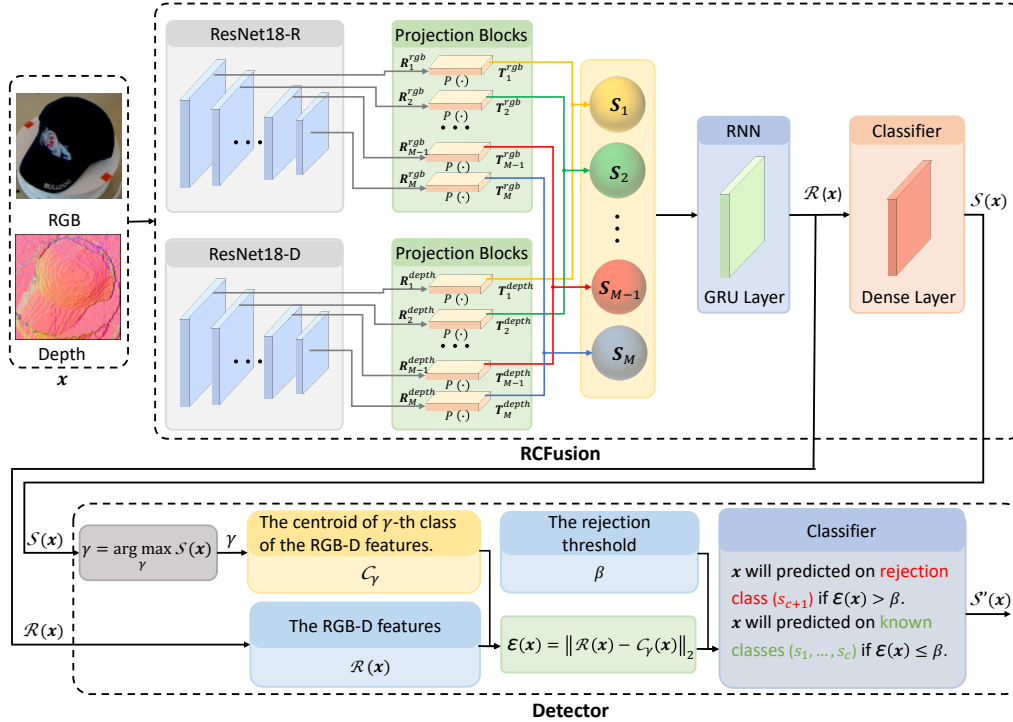 ResNet18-R
Projection Blocks
R_1^{rgb}
P (·)
T_1^{rgb}
R_2^{rgb}
P (·)
T_2^{rgb}
• • •
• • •
R_{M−1}^{rgb}
P (·)
T_{M−1}^{rgb}
R_M^{rgb}
P (·)
T_M^{rgb}
BULLDOG
RGB
Depth
x
ResNet18-D
Projection Blocks
R_1^{depth}
P (·)
T_1^{depth}
R_2^{depth}
P (·)
T_2^{depth}
• • •
• • •
R_{M−1}^{depth}
P (·)
T_{M−1}^{depth}
R_M^{depth}
P (·)
T_M^{depth}
S_1
S_2
⋮
S_{M−1}
S_M
RNN
GRU Layer
R(x)
Classifier
Dense Layer
S(x)
RCFusion
S(x)
γ = arg max S(x)
γ
γ
The centroid of γ-th class
of the RGB-D features.
C_γ
The rejection
threshold
β
Classifier
x will predicted on rejection
class (s_{c+1}) if ε(x) > β.
x will predicted on known
classes (s_1, …, s_c) if ε(x) ≤ β.
S'(x)
R(x)
The RGB-D features
R(x)
ε(x) = ‖R(x) − C_γ(x)‖_2
Detector